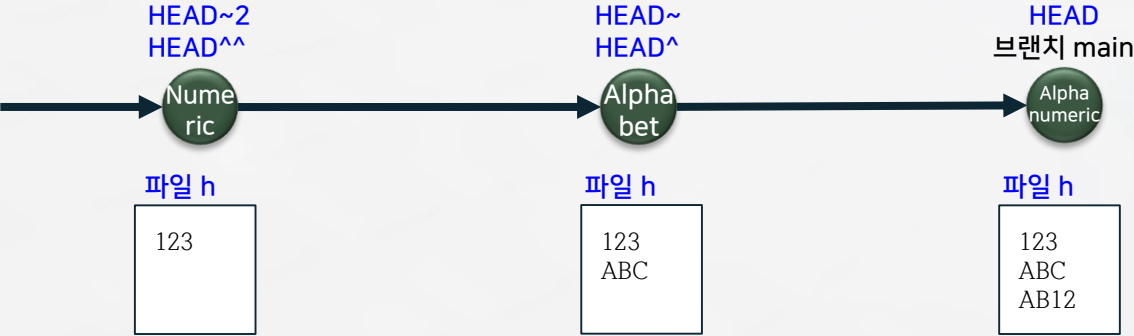 HEAD~2
HEAD^^
Nume
ric
파일 h
123
HEAD~
HEAD^
Alpha
bet
파일 h
123
ABC
HEAD
브랜치 main
Alpha
numeric
파일 h
123
ABC
AB12